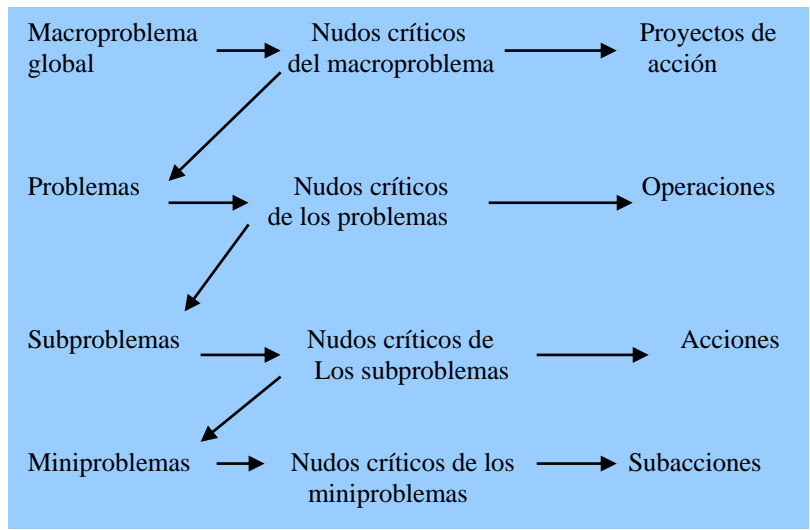 Macroproblema
global
Nudos críticos
del macroproblema
Proyectos de
acción
Problemas
Nudos críticos
de los problemas
Operaciones
Subproblemas
Nudos críticos de
Los subproblemas
Acciones
Miniproblemas
Nudos críticos de los
miniproblemas
Subacciones